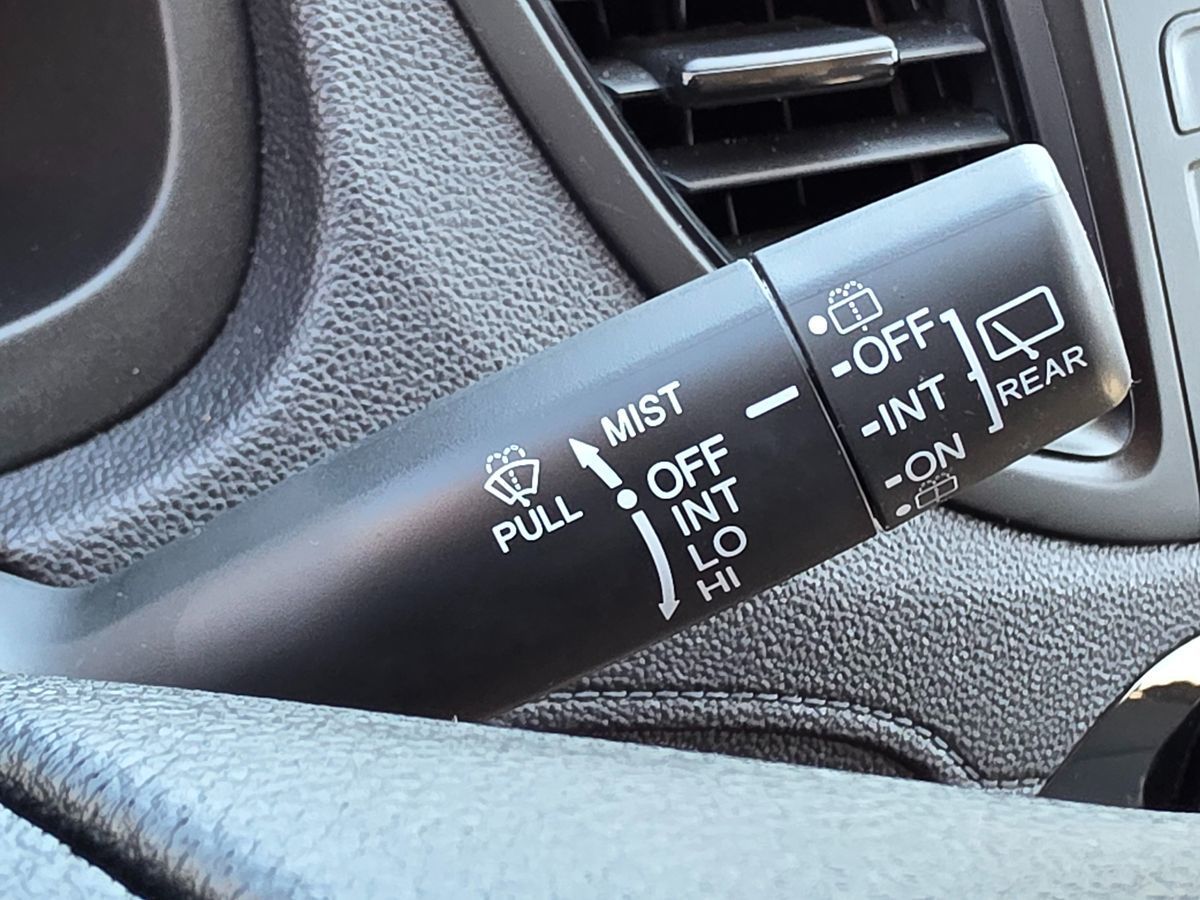 PULL
MIST
OFF
INT
LO
HI
-OFF
-INT
-ON
REAR